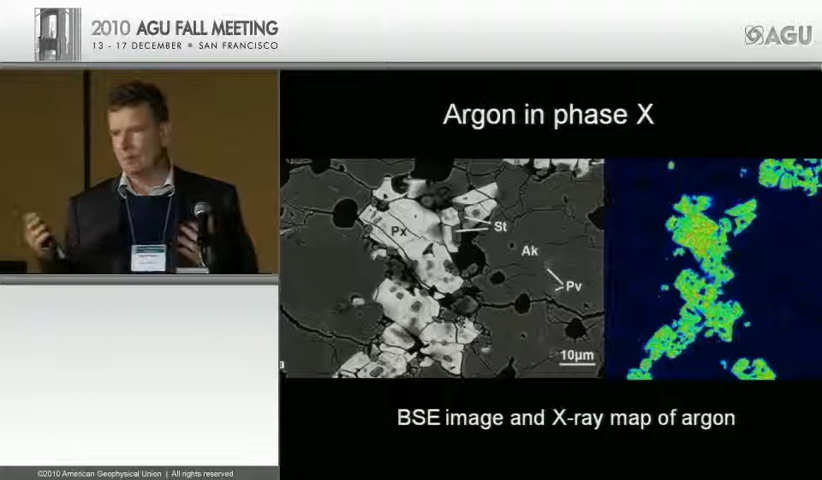 2010 AGU FALL MEETING
13 - 17 DECEMBER ■ SAN FRANCISCO
AGU
Argon in phase X
Px
St
Ak
Pv
10µm
BSE image and X-ray map of argon
©2010 American Geophysical Union | All rights reserved